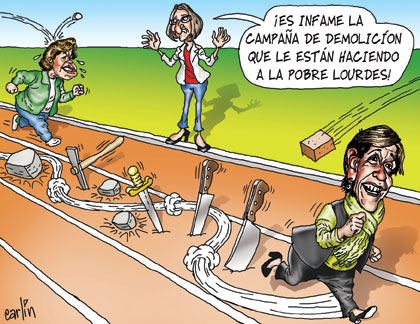 ¡ES INFAME LA
CAMPAÑA DE DEMOLICIÓN
QUE LE ESTÁN HACIENDO
A LA POBRE LOURDES!
earlin